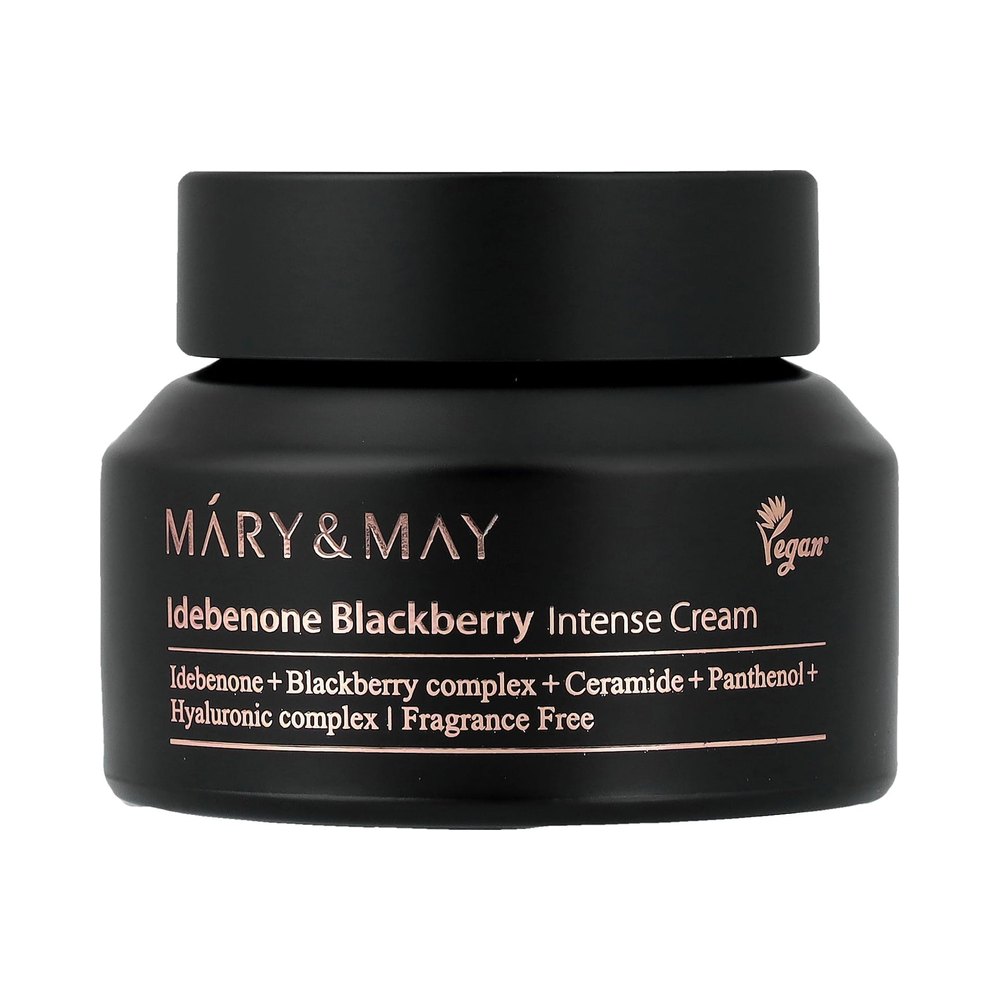 MÁRY & MAY
Vegan®
Idebenone Blackberry Intense Cream
Idebenone + Blackberry complex + Ceramide + Panthenol +
Hyaluronic complex | Fragrance Free